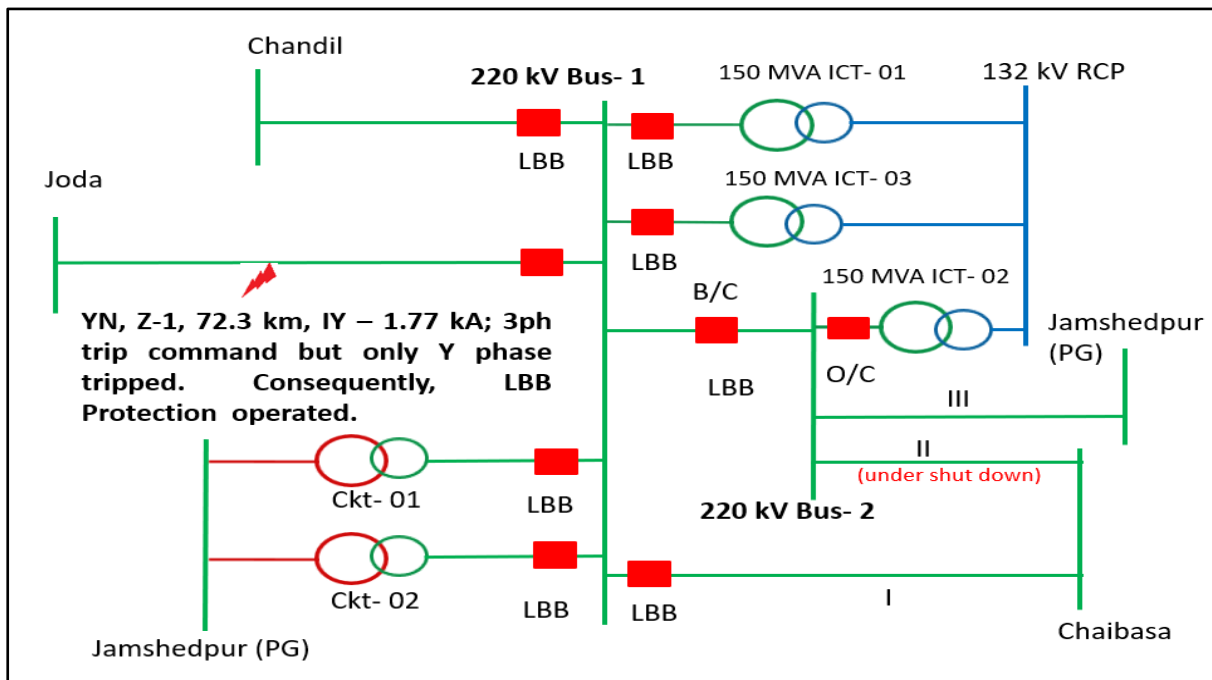 Chandil
220 kV Bus- 1
150 MVA ICT- 01
132 kV RCP
LBB
LBB
Joda
150 MVA ICT- 03
LBB
B/C
150 MVA ICT- 02
YN, Z-1, 72.3 km, IY – 1.77 kA; 3ph
trip command but only Y phase
tripped. Consequently, LBB
Protection operated.
Jamshedpur
(PG)
LBB
O/C
III
II
(under shut down)
Ckt- 01
LBB
220 kV Bus- 2
Ckt- 02
LBB
LBB
I
Jamshedpur (PG)
Chaibasa